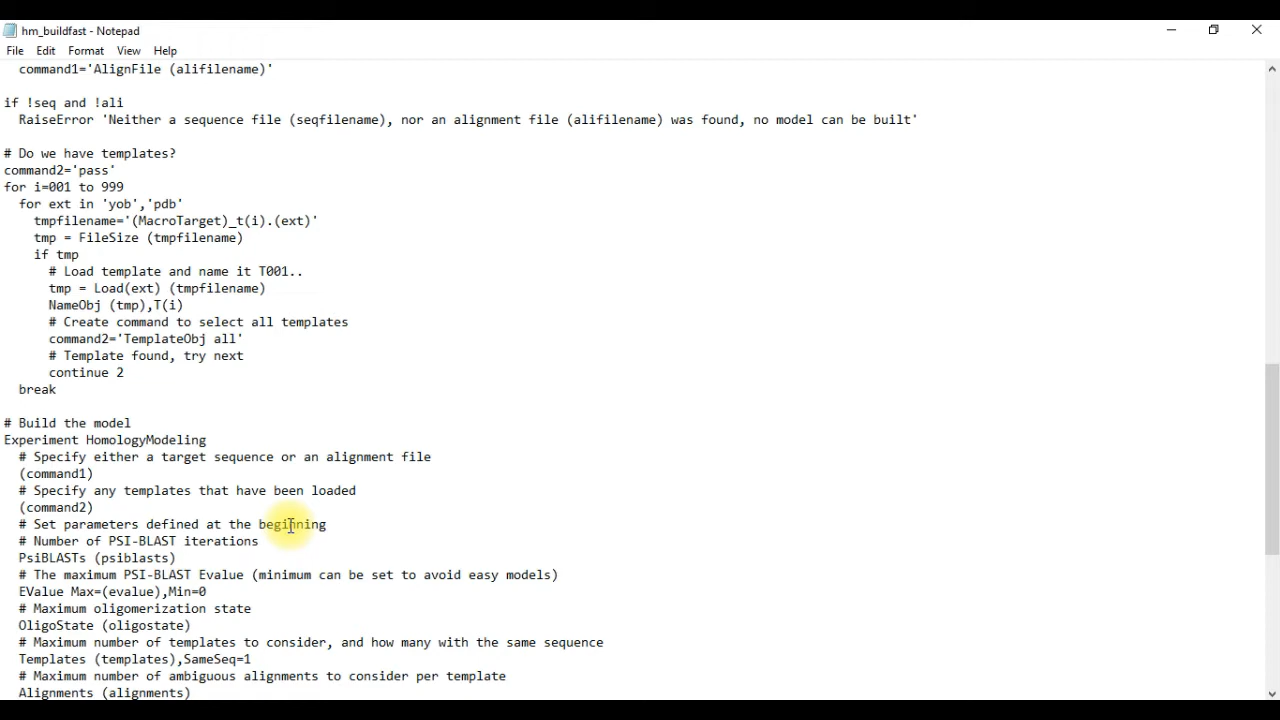 hm_buildfast - Notepad
File Edit Format View Help
command1='AlignFile (alifilename)'
if !seq and !ali
RaiseError 'Neither a sequence file (seqfilename), nor an alignment file (alifilename) was found, no model can be built'
# Do we have templates?
command2='pass'
for i=001 to 999
for ext in 'yob','pdb'
tmpfilename='(MacroTarget)_t(i).(ext)'
tmp = FileSize (tmpfilename)
if tmp
# Load template and name it T001..
tmp = Load(ext) (tmpfilename)
NameObj (tmp),T(i)
# Create command to select all templates
command2='TemplateObj all'
# Template found, try next
continue 2
break
# Build the model
Experiment HomologyModeling
# Specify either a target sequence or an alignment file
(command1)
# Specify any templates that have been loaded
(command2)
# Set parameters defined at the beginning
# Number of PSI-BLAST iterations
PsiBLASTs (psiblasts)
# The maximum PSI-BLAST Evalue (minimum can be set to avoid easy models)
EValue Max=(evalue),Min=0
# Maximum oligomerization state
OligoState (oligostate)
# Maximum number of templates to consider, and how many with the same sequence
Templates (templates),SameSeq=1
# Maximum number of ambiguous alignments to consider per template
Alignments (alignments)